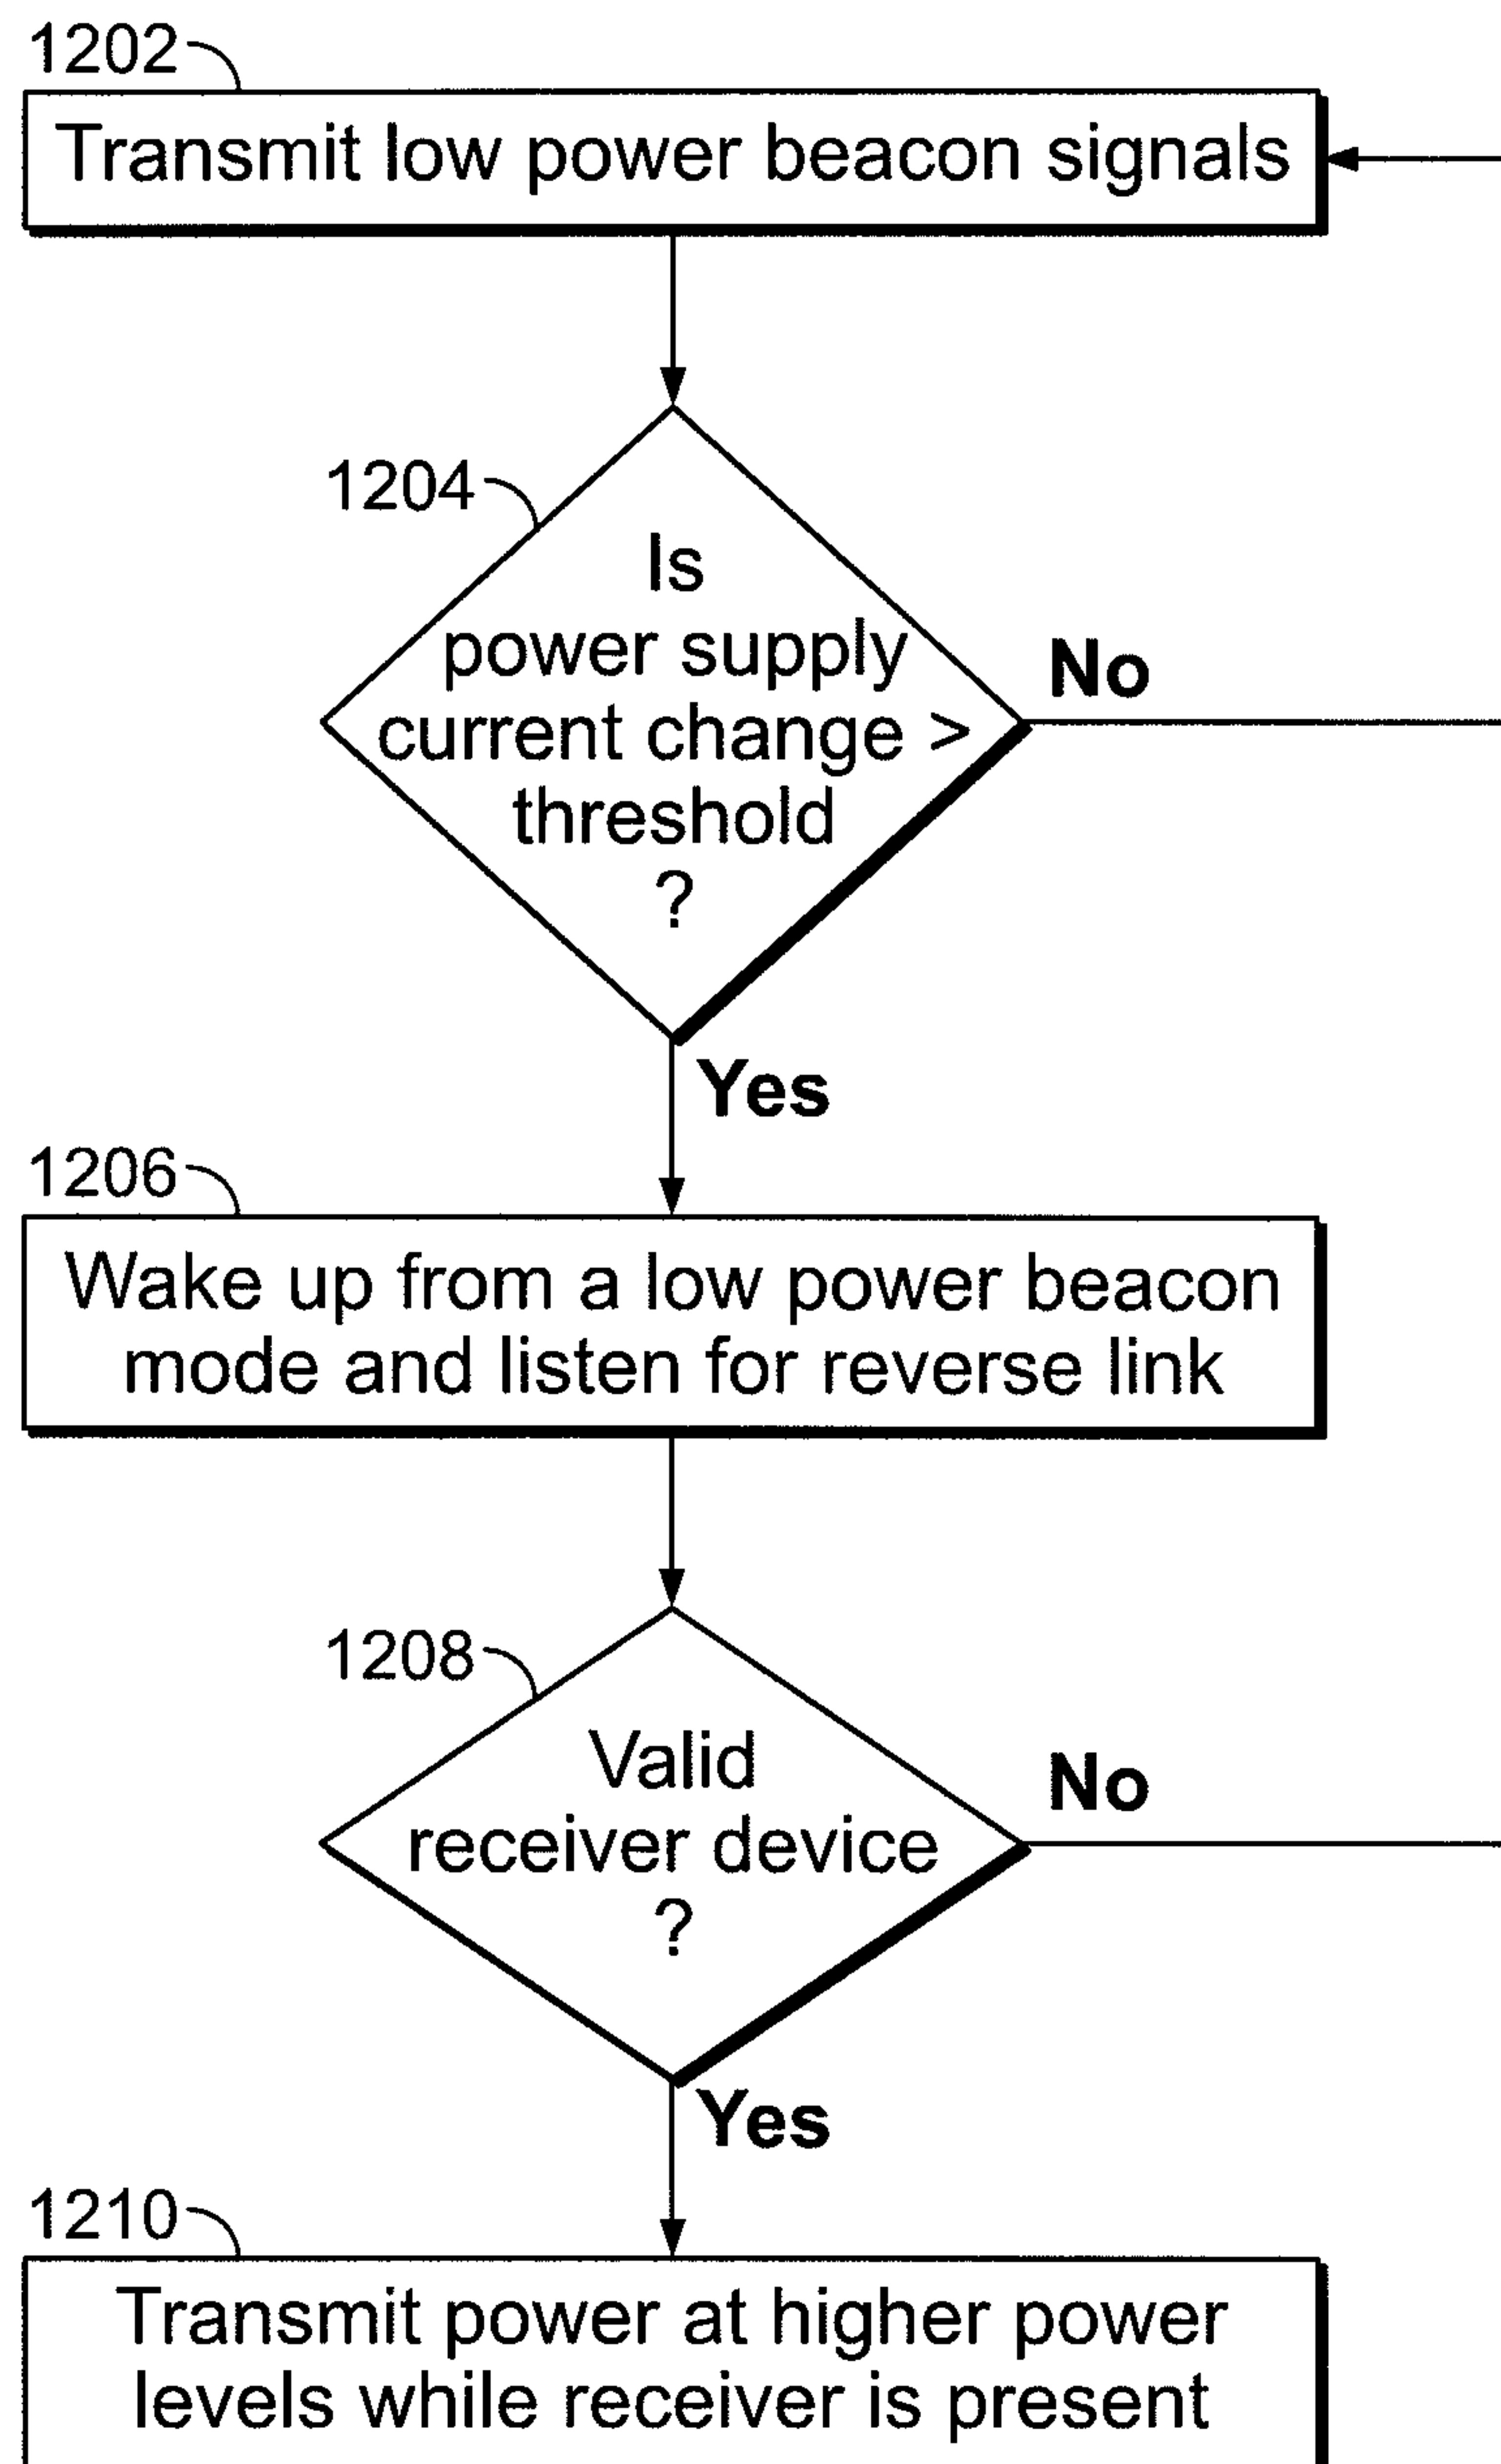 1202
Transmit low power beacon signals
1204
Is
power supply
current change >
threshold
?
No
Yes
1206
Wake up from a low power beacon
mode and listen for reverse link
1208
Valid
receiver device
?
No
Yes
1210
Transmit power at higher power
levels while receiver is present